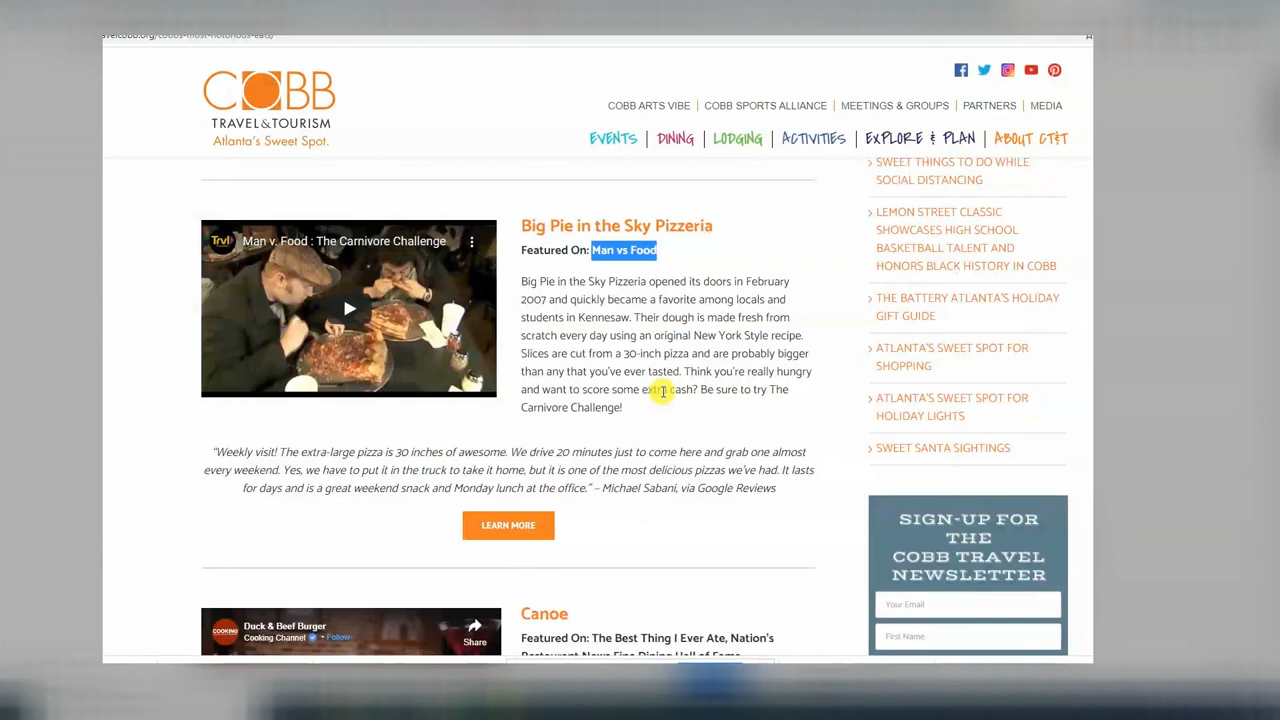 COBB
TRAVEL&TOURISM
Atlanta's Sweet Spot.
COBB ARTS VIBE | COBB SPORTS ALLIANCE | MEETINGS & GROUPS | PARTNERS | MEDIA
EVENTS | DINING | LODGING | ACTIVITIES | EXPLORE & PLAN | ABOUT CT&T
Trvl
Man v. Food : The Carnivore Challenge
Big Pie in the Sky Pizzeria
Featured On: Man vs Food
Big Pie in the Sky Pizzeria opened its doors in February
2007 and quickly became a favorite among locals and
students in Kennesaw. Their dough is made fresh from
scratch every day using an original New York Style recipe.
Slices are cut from a 30-inch pizza and are probably bigger
than any that you've ever tasted. Think you're really hungry
and want to score some extra cash? Be sure to try The
Carnivore Challenge!
"Weekly visit! The extra-large pizza is 30 inches of awesome. We drive 20 minutes just to come here and grab one almost
every weekend. Yes, we have to put it in the truck to take it home, but it is one of the most delicious pizzas we've had. It lasts
for days and is a great weekend snack and Monday lunch at the office." – Michael Sabani, via Google Reviews
LEARN MORE
COOKING
Duck & Beef Burger
Cooking Channel • Follow
Share
Canoe
Featured On: The Best Thing I Ever Ate, Nation's
Restaurant News Fine Dining Hall of Fame
SWEET THINGS TO DO WHILE
SOCIAL DISTANCING
LEMON STREET CLASSIC
SHOWCASES HIGH SCHOOL
BASKETBALL TALENT AND
HONORS BLACK HISTORY IN COBB
THE BATTERY ATLANTA'S HOLIDAY
GIFT GUIDE
ATLANTA'S SWEET SPOT FOR
SHOPPING
ATLANTA'S SWEET SPOT FOR
HOLIDAY LIGHTS
SWEET SANTA SIGHTINGS
SIGN-UP FOR
THE
COBB TRAVEL
NEWSLETTER
Your Email
First Name